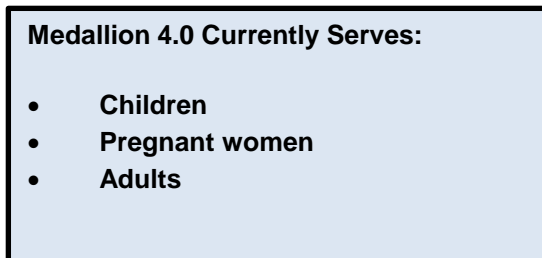 Medallion 4.0 Currently Serves:
• Children
• Pregnant women
• Adults